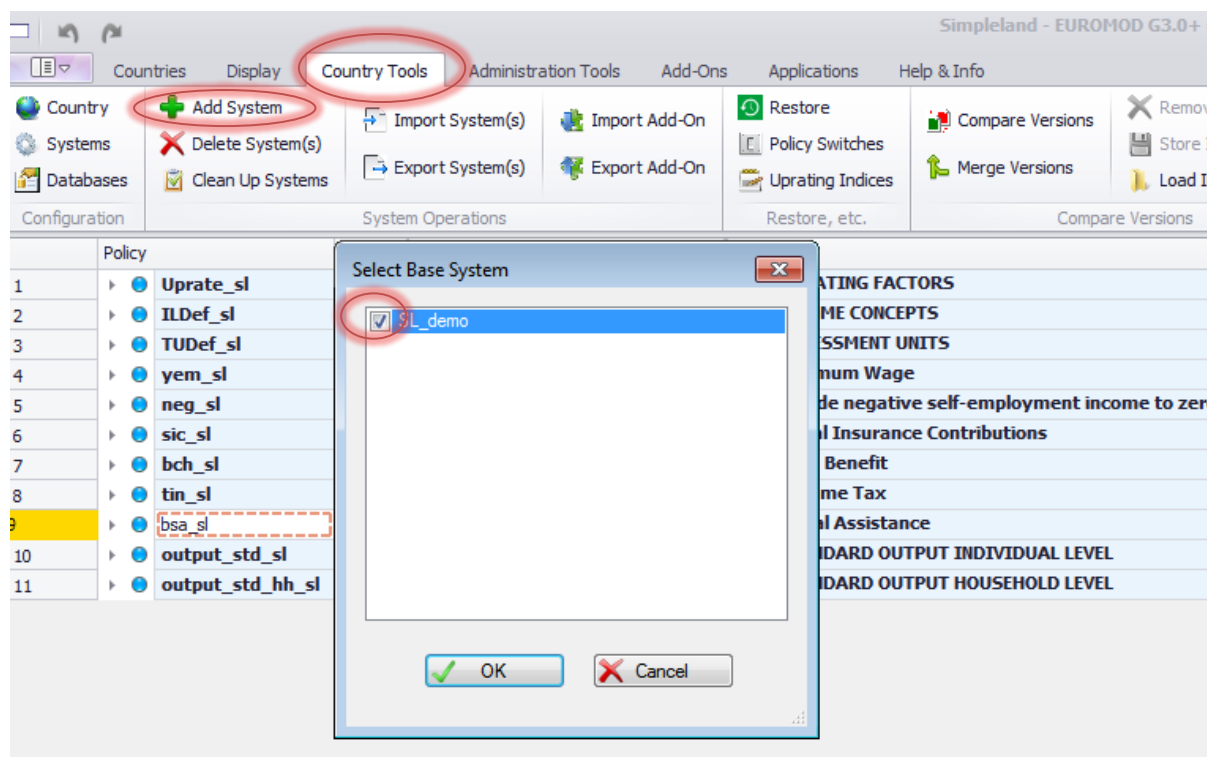 Simpleland - EUROMOD G3.0+
Countries Display Country Tools Administration Tools Add-Ons Applications Help & Info
Country Add System Import System(s) Import Add-On Restore Compare Versions Remov
Systems Delete System(s) Policy Switches Store
Databases Clean Up Systems Export System(s) Export Add-On Uprating Indices Merge Versions Load I
Configuration System Operations Restore, etc. Compare Versions
Policy
Select Base System
1 Uprate_sl ATING FACTORS
2 ILDef_sl SL_demo ME CONCEPTS
3 TUDef_sl SSMENT UNITS
4 yem_sl mum Wage
5 neg_sl de negative self-employment income to zer
6 sic_sl l Insurance Contributions
7 bch_sl Benefit
8 tin_sl me Tax
9 bsa_sl l Assistance
10 output_std_sl NDARD OUTPUT INDIVIDUAL LEVEL
11 output_std_hh_sl NDARD OUTPUT HOUSEHOLD LEVEL
OK Cancel